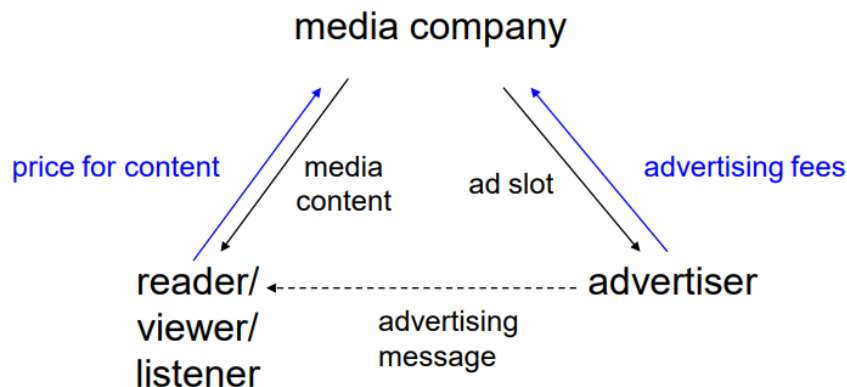 media company
price for content
media
content
ad slot
advertising fees
reader/
viewer/
listener
advertiser
advertising
message